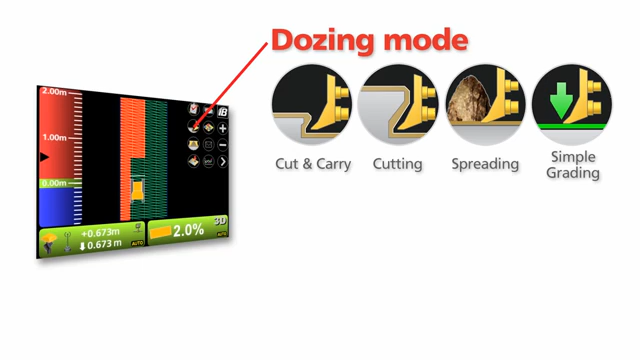 Dozing mode
Cut & Carry
Cutting
Spreading
Simple
Grading
2.00m
1.00m
0.00m
3D
+0.673m
0.673 m
AUTO
2.0%
AUTO